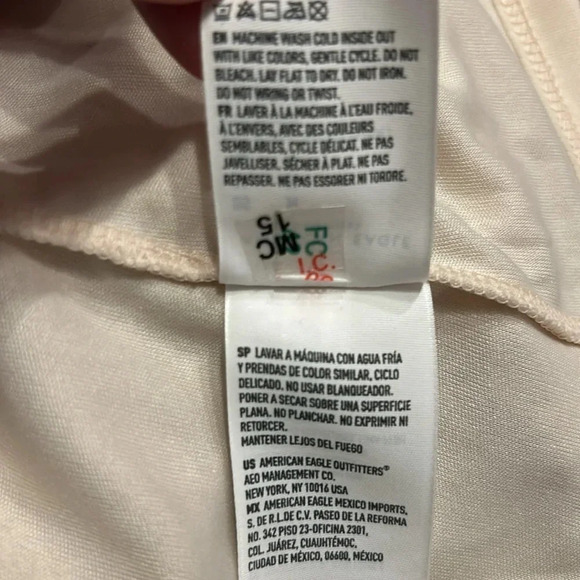 EN MACHINE WASH COLD INSIDE OUT
WITH LIKE COLORS, GENTLE CYCLE. DO NOT
BLEACH. LAY FLAT TO DRY. DO NOT IRON.
DO NOT WRING OR TWIST.
FR LAVER À LA MACHINE À L'EAU FROIDE,
À L'ENVERS, AVEC DES COULEURS
SEMBLABLES, CYCLE DÉLICAT. NE PAS
JAVELLISER. SÉCHER À PLAT. NE PAS
REPASSER. NE PAS ESSORER NI TORDRE.
MC
15
FC
EAGLE
SP LAVAR A MÁQUINA CON AGUA FRÍA
Y PRENDAS DE COLOR SIMILAR, CICLO
DELICADO. NO USAR BLANQUEADOR.
PONER A SECAR SOBRE UNA SUPERFICIE
PLANA. NO PLANCHAR. NO EXPRIMIR NI
RETORCER.
MANTENER LEJOS DEL FUEGO
US AMERICAN EAGLE OUTFITTERS®
AEO MANAGEMENT CO.
NEW YORK, NY 10016 USA
MX AMERICAN EAGLE MEXICO IMPORTS,
S. DE R.L.DE C.V. PASEO DE LA REFORMA
NO. 342 PISO 23-OFICINA 2301,
COL. JUÁREZ, CUAUHTÉMOC,
CIUDAD DE MÉXICO, 06600, MÉXICO